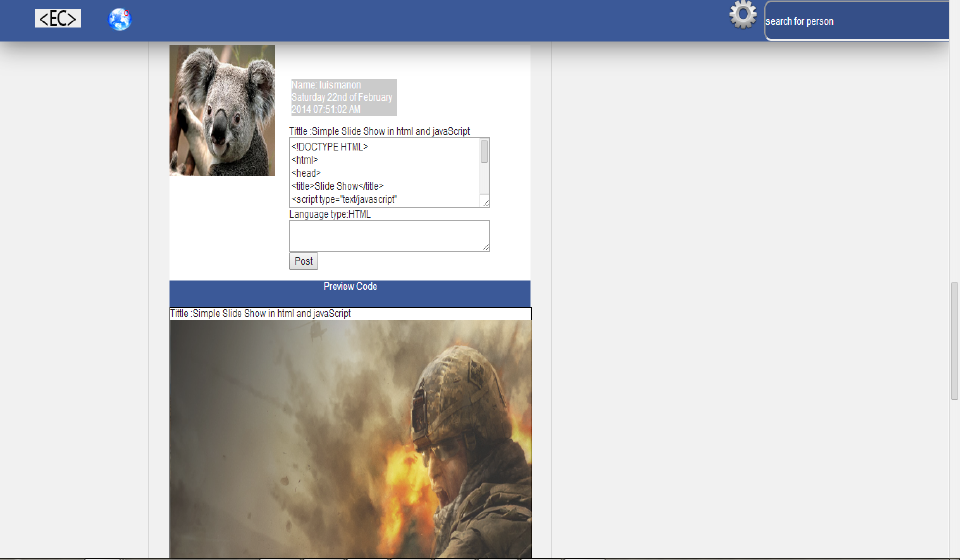 <EC>
search for person
Name: luismanon
Saturday 22nd of February
2014 07:51:02 AM
Tittle :Simple Slide Show in html and javaScript
<!DOCTYPE HTML>
<html>
<head>
<title>Slide Show</title>
<script type="text/javascript"
Language type:HTML
Post
Preview Code
Tittle :Simple Slide Show in html and javaScript